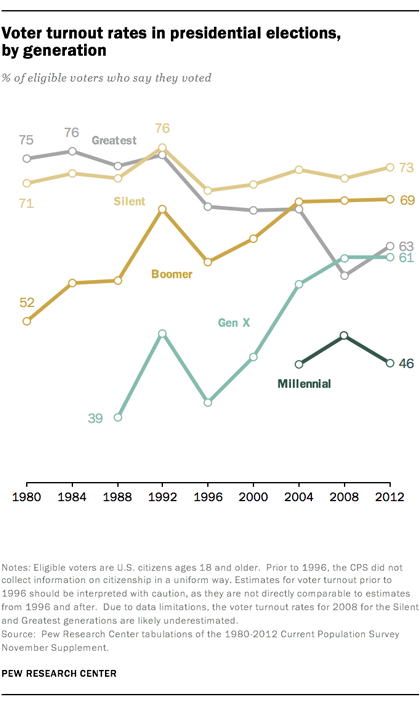 Voter turnout rates in presidential elections,
by generation
% of eligible voters who say they voted
76
75
76
Greatest
73
71
Silent
69
Boomer
63
61
52
Gen X
Millennial
46
39
1980 1984 1988 1992 1996 2000 2004 2008 2012
Notes: Eligible voters are U.S. citizens ages 18 and older. Prior to 1996, the CPS did not
collect information on citizenship in a uniform way. Estimates for voter turnout prior to
1996 should be interpreted with caution, as they are not directly comparable to estimates
from 1996 and after. Due to data limitations, the voter turnout rates for 2008 for the Silent
and Greatest generations are likely underestimated.
Source: Pew Research Center tabulations of the 1980-2012 Current Population Survey
November Supplement.
PEW RESEARCH CENTER